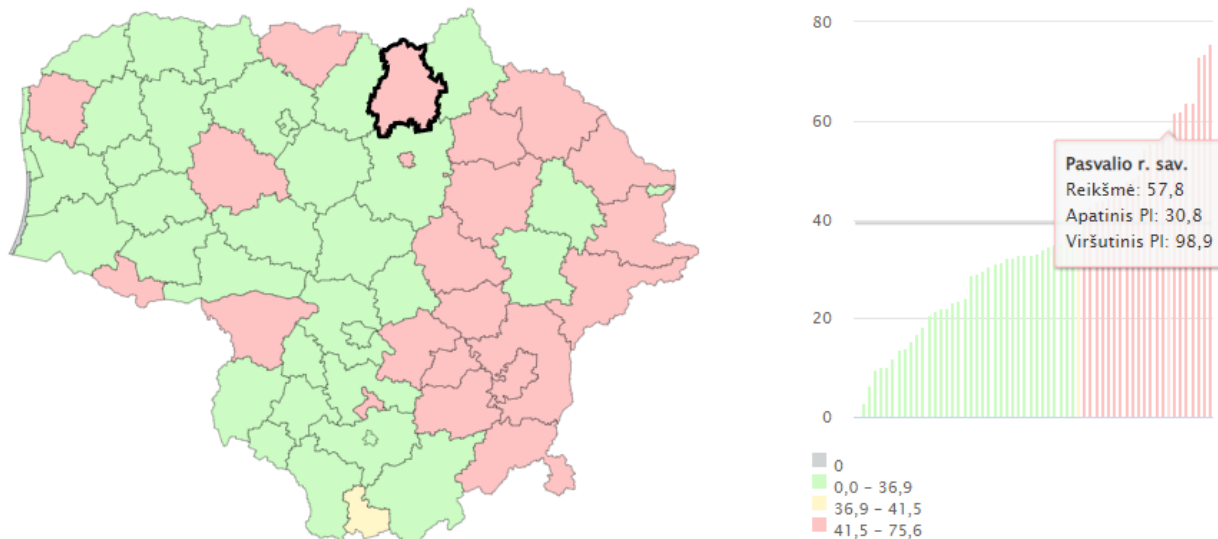 80
60
Pasvalio r. sav.
Reikšmė: 57,8
Apatinis PI: 30,8
Viršutinis PI: 98,9
40
20
0
0
0,0 – 36,9
36,9 – 41,5
41,5 – 75,6